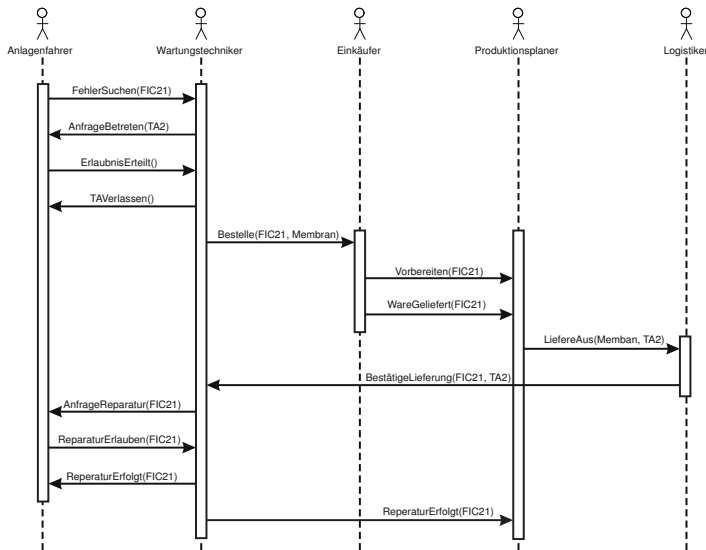 Anlagenfahrer
Wartungstechniker
Einkäufer
Produktionsplaner
Logistiker
FehlerSuchen(FIC21)
AnfrageBetreten(TA2)
ErlaubnisErteilt()
TAVerlassen()
Bestelle(FIC21, Membran)
Vorbereiten(FIC21)
WareGeliefert(FIC21)
LiefereAus(Memban, TA2)
BestätigeLieferung(FIC21, TA2)
AnfrageReparatur(FIC21)
ReparaturErlauben(FIC21)
ReperaturErfolgt(FIC21)
ReperaturErfolgt(FIC21)